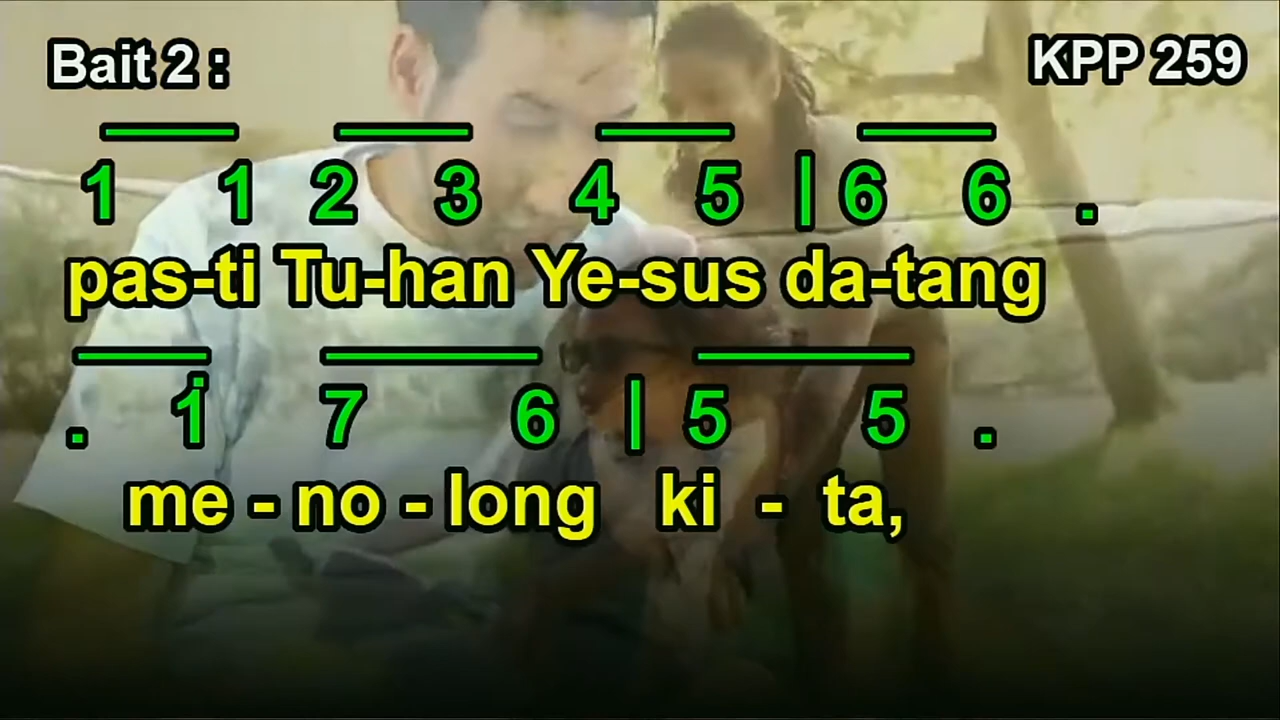 Bait 2 : KPP 259
1 1 2 3 4 5 | 6 6 .
pas-ti Tu-han Ye-sus da-tang
. 1̇ 7 6 | 5 5 .
me - no - long ki - ta,